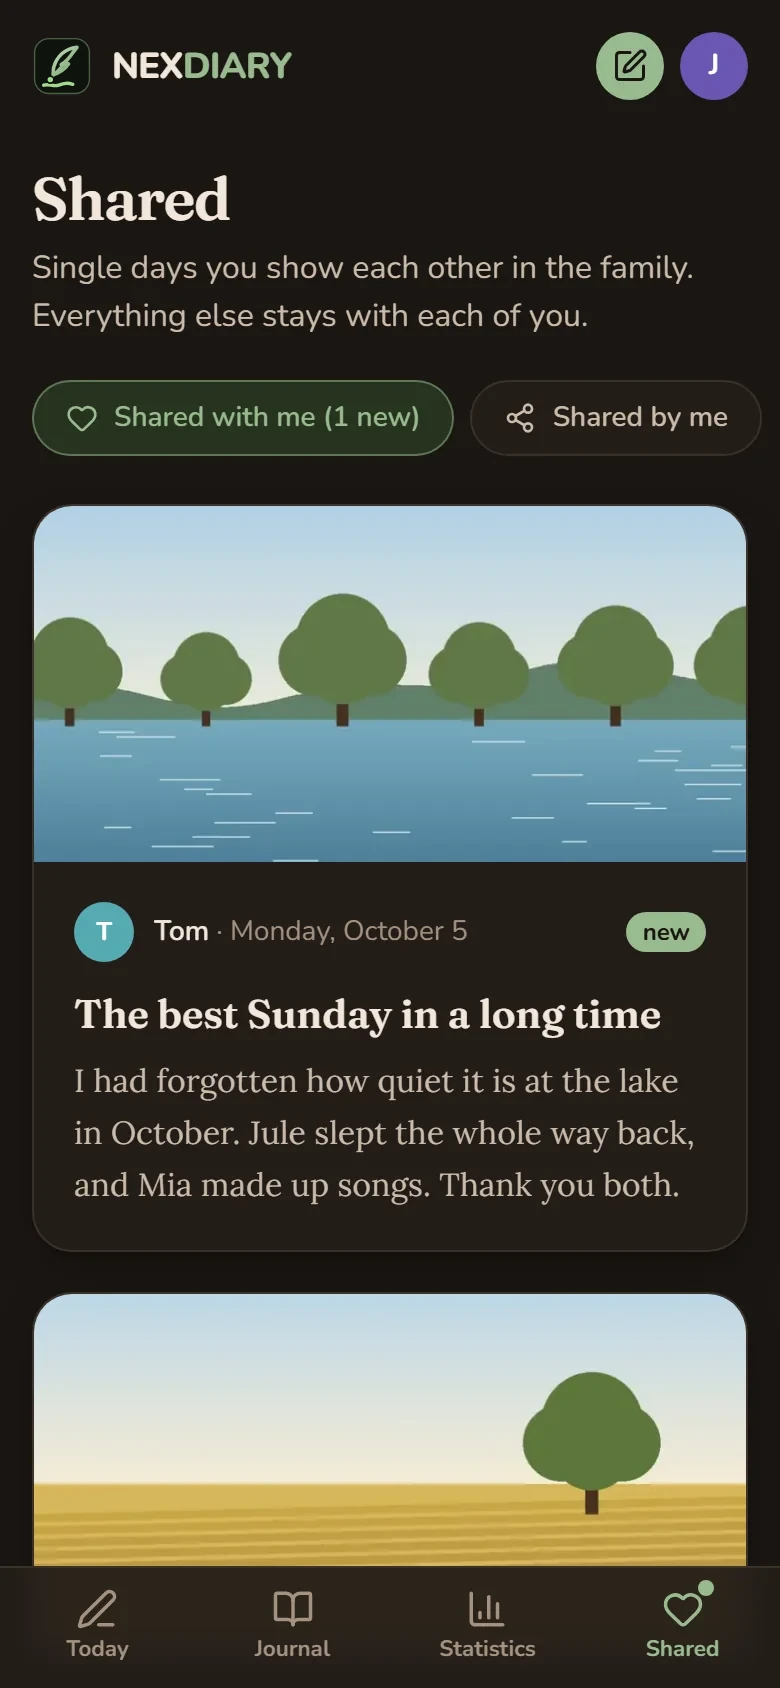 NEXDIARY
J
Shared
Single days you show each other in the family.
Everything else stays with each of you.
Shared with me (1 new)
Shared by me
T
Tom · Monday, October 5
new
The best Sunday in a long time
I had forgotten how quiet it is at the lake
in October. Jule slept the whole way back,
and Mia made up songs. Thank you both.
Today
Journal
Statistics
Shared